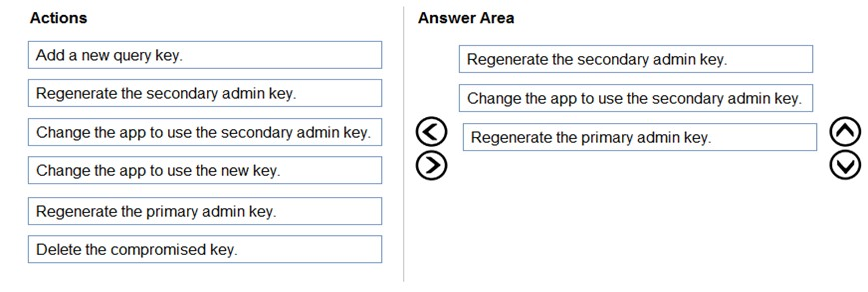 Actions
Add a new query key.
Regenerate the secondary admin key.
Change the app to use the secondary admin key.
Change the app to use the new key.
Regenerate the primary admin key.
Delete the compromised key.
Answer Area
Regenerate the secondary admin key.
Change the app to use the secondary admin key.
Regenerate the primary admin key.